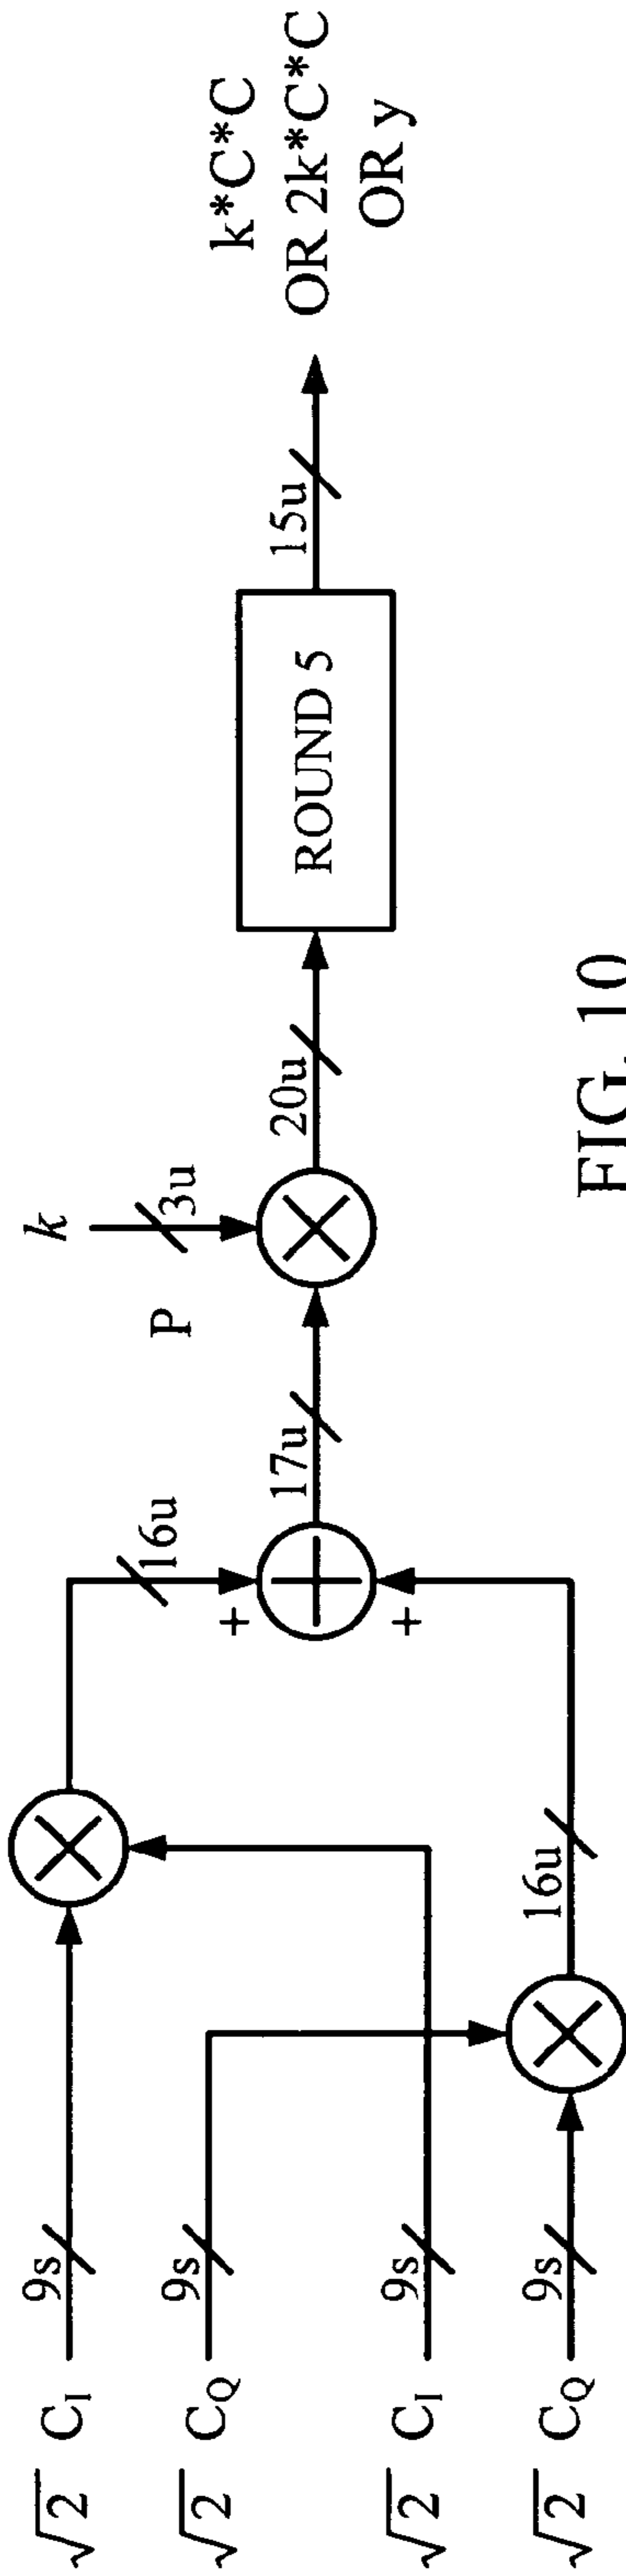 √2 C_I 9s
√2 C_Q 9s
√2 C_I 9s
√2 C_Q 9s
16u
16u
+
+
17u
P
k
3u
20u
ROUND 5
15u
k*C*C
OR 2k*C*C
OR y
FIG. 10